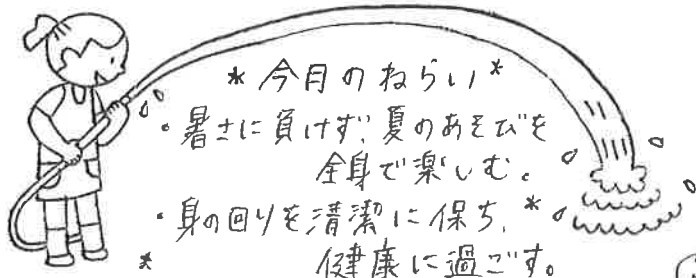 * 今月のねらい *
・暑さに負けず、夏のあそびを
全身で楽しむ。
・身の回りを清潔に保ち、
健康に過ごす。